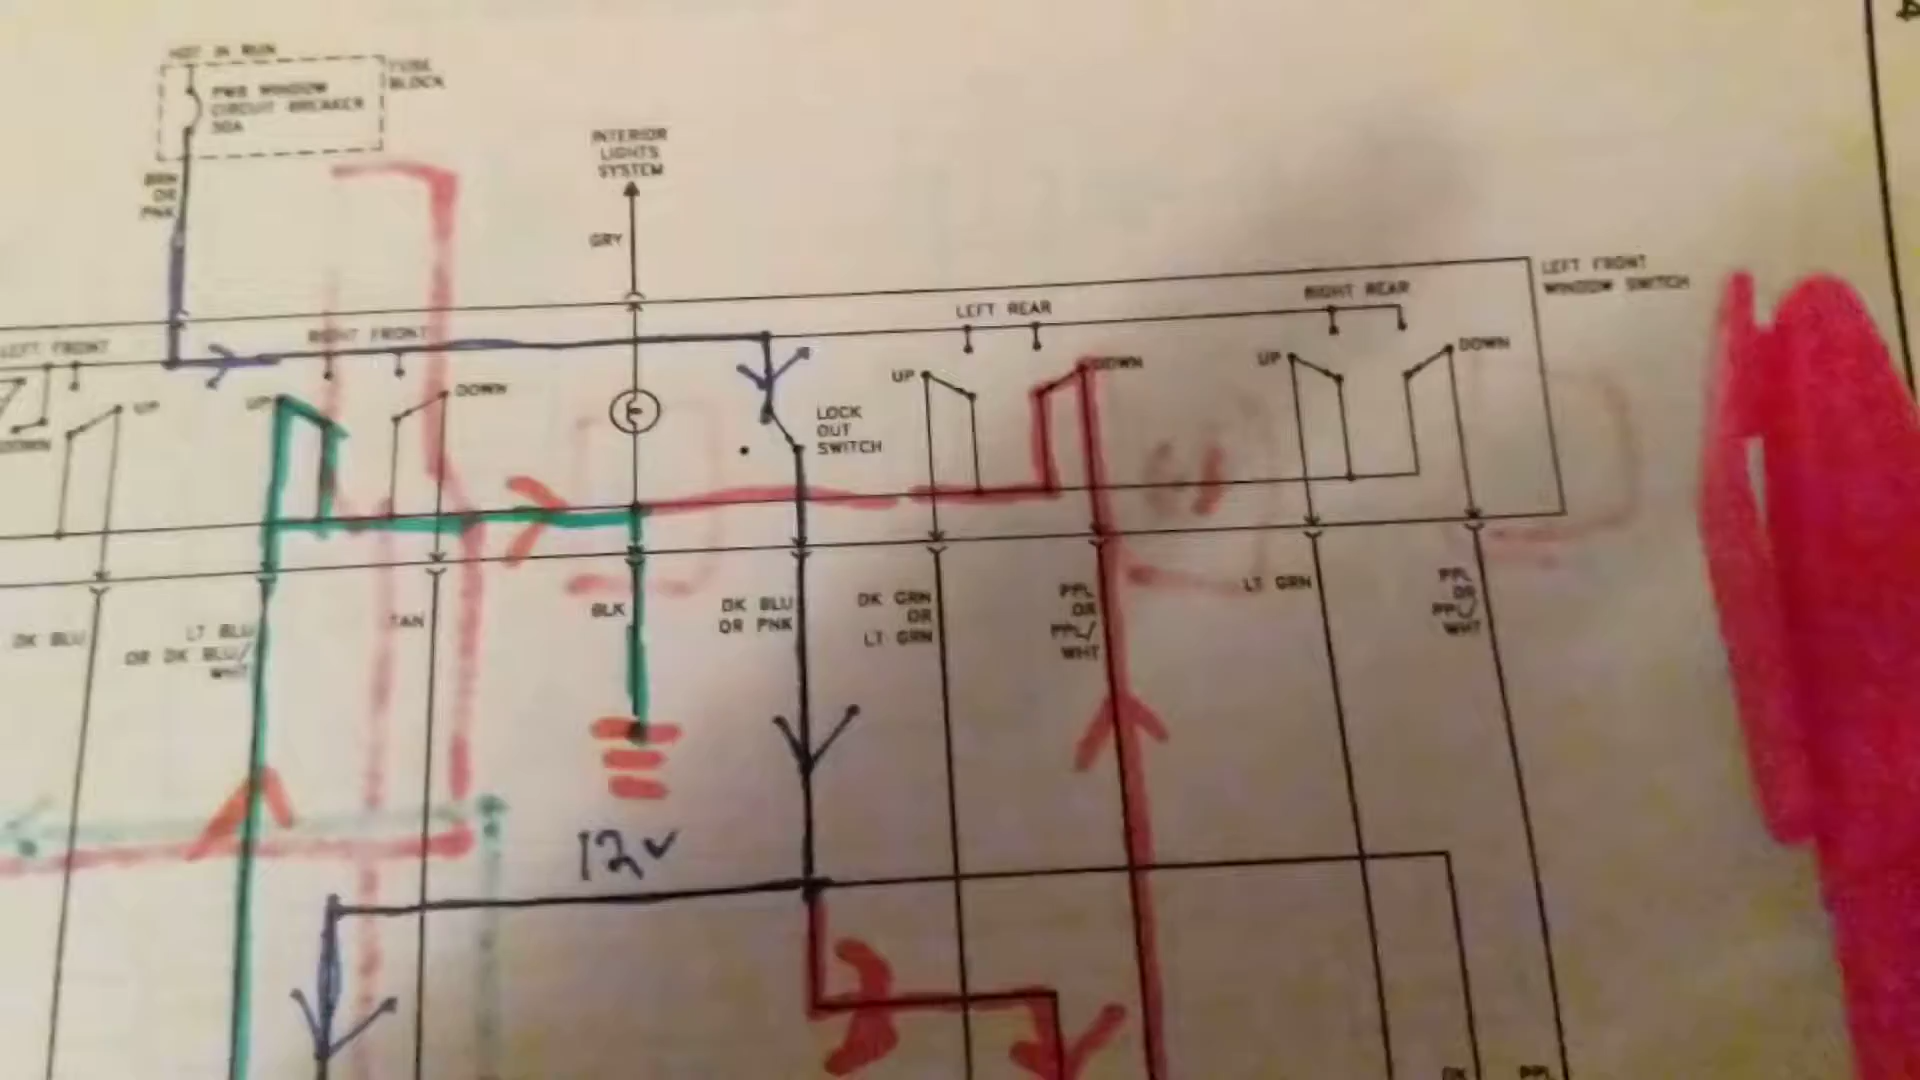 HOT IN RUN
FUSE
BLOCK
PWR WINDOW
CIRCUIT BREAKER
30A
BRN
OR
PNK
INTERIOR
LIGHTS
SYSTEM
GRY
LEFT FRONT
WINDOW SWITCH
LEFT FRONT
RIGHT FRONT
LEFT REAR
RIGHT REAR
UP
DOWN
UP
DOWN
LOCK
OUT
SWITCH
UP
DOWN
UP
DOWN
DK BLU
LT BLU
OR DK BLU/
WHT
TAN
BLK
DK BLU
OR PNK
DK GRN
OR
LT GRN
PPL
OR
PPL/
WHT
LT GRN
PPL
OR
PPL/
WHT
12v
DK
PPL